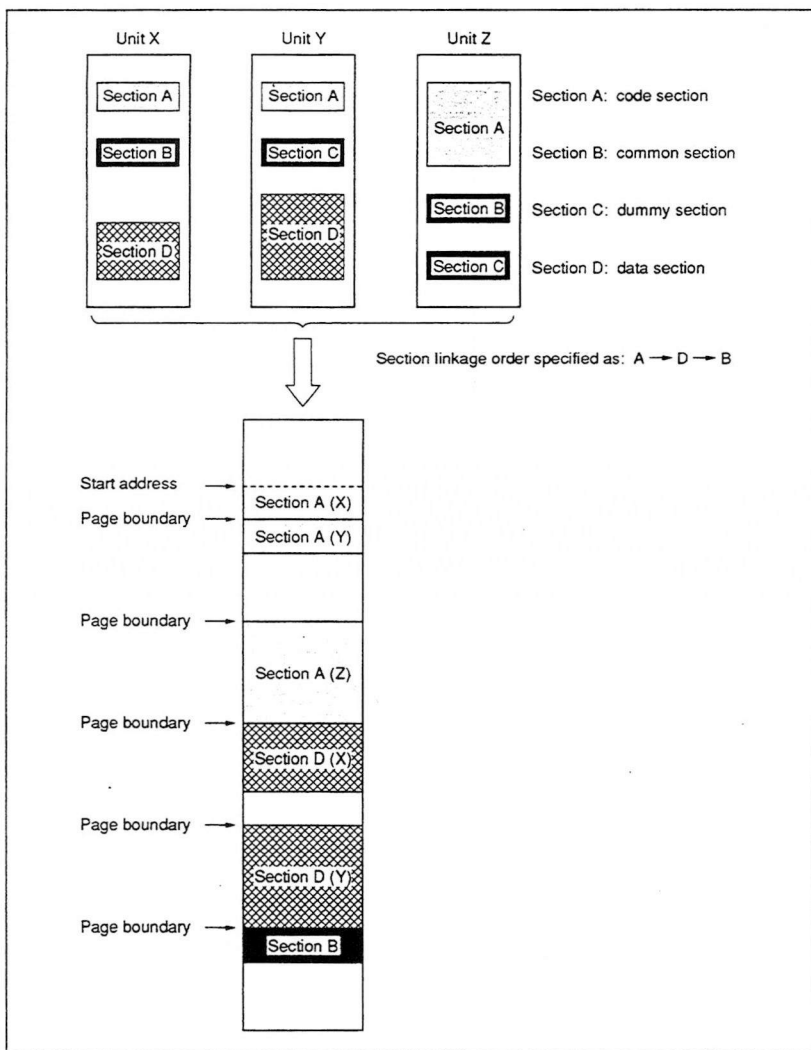 Unit X Unit Y Unit Z
Section A Section A Section A: code section
Section A
Section B Section C Section B: common section
Section B Section C: dummy section
Section D Section D
Section C Section D: data section
Section linkage order specified as: A → D → B
Start address
Section A (X)
Page boundary
Section A (Y)
Page boundary
Section A (Z)
Page boundary
Section D (X)
Page boundary
Section D (Y)
Page boundary
Section B